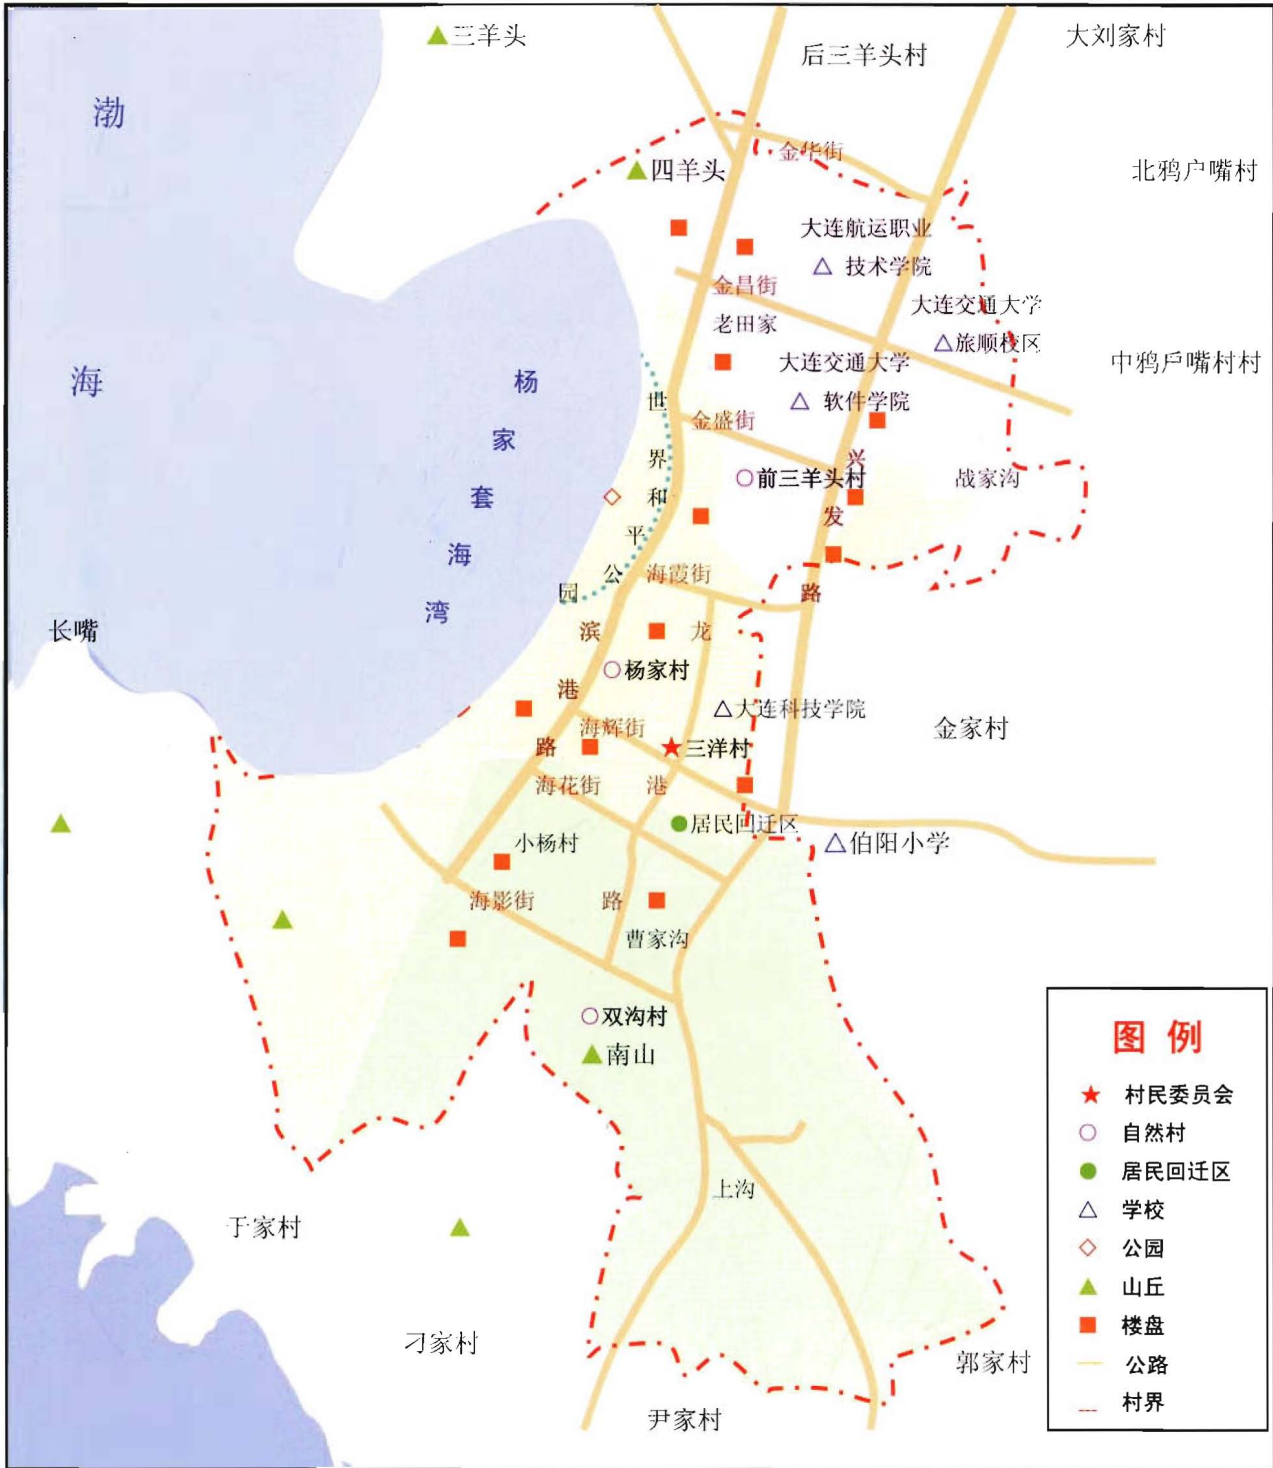 三羊头
后三羊头村
大刘家村
渤
海
金华街
四羊头
北鸦户嘴村
大连航运职业
技术学院
金昌街
大连交通大学
旅顺校区
老田家
大连交通大学
软件学院
中鸦戶嘴村村
杨
家
套
海
湾
世
界
和
平
公
园
金盛街
兴
发
路
前三羊头村
战家沟
海霞街
长嘴
滨
港
路
龙
港
路
杨家村
大连科技学院
金家村
海辉街
三洋村
海花街
居民回迁区
小杨村
伯阳小学
海影街
曹家沟
双沟村
南山
上沟
于家村
刁家村
郭家村
尹家村
图例
村民委员会
自然村
居民回迁区
学校
公园
山丘
楼盘
公路
村界